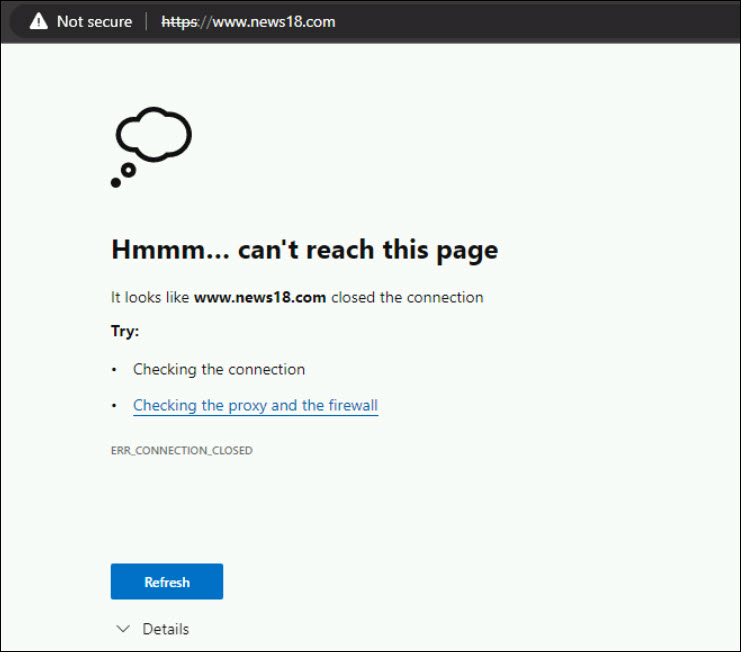 Not secure | https://www.news18.com
Hmmm... can't reach this page
It looks like www.news18.com closed the connection
Try:
• Checking the connection
• Checking the proxy and the firewall
ERR_CONNECTION_CLOSED
Refresh
Details